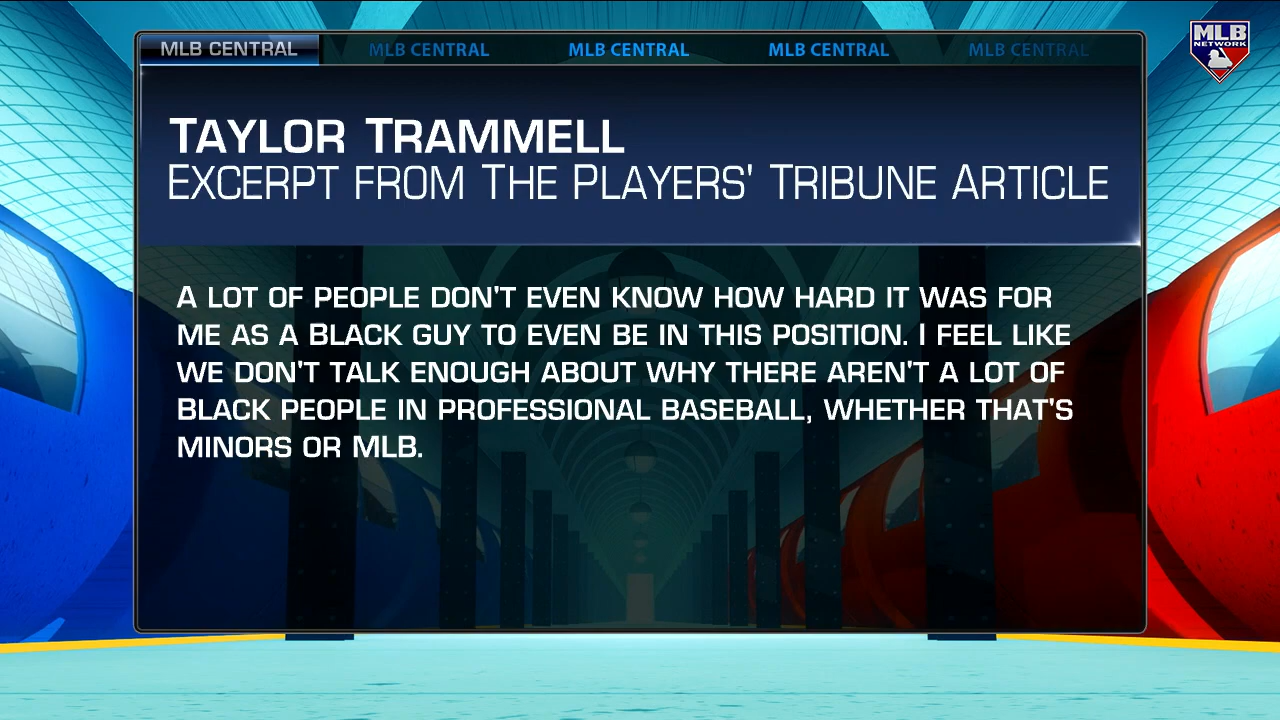 MLB CENTRAL MLB CENTRAL MLB CENTRAL MLB CENTRAL MLB CENTRAL
MLB
NETWORK
TAYLOR TRAMMELL
EXCERPT FROM THE PLAYERS' TRIBUNE ARTICLE
A LOT OF PEOPLE DON'T EVEN KNOW HOW HARD IT WAS FOR
ME AS A BLACK GUY TO EVEN BE IN THIS POSITION. I FEEL LIKE
WE DON'T TALK ENOUGH ABOUT WHY THERE AREN'T A LOT OF
BLACK PEOPLE IN PROFESSIONAL BASEBALL, WHETHER THAT'S
MINORS OR MLB.